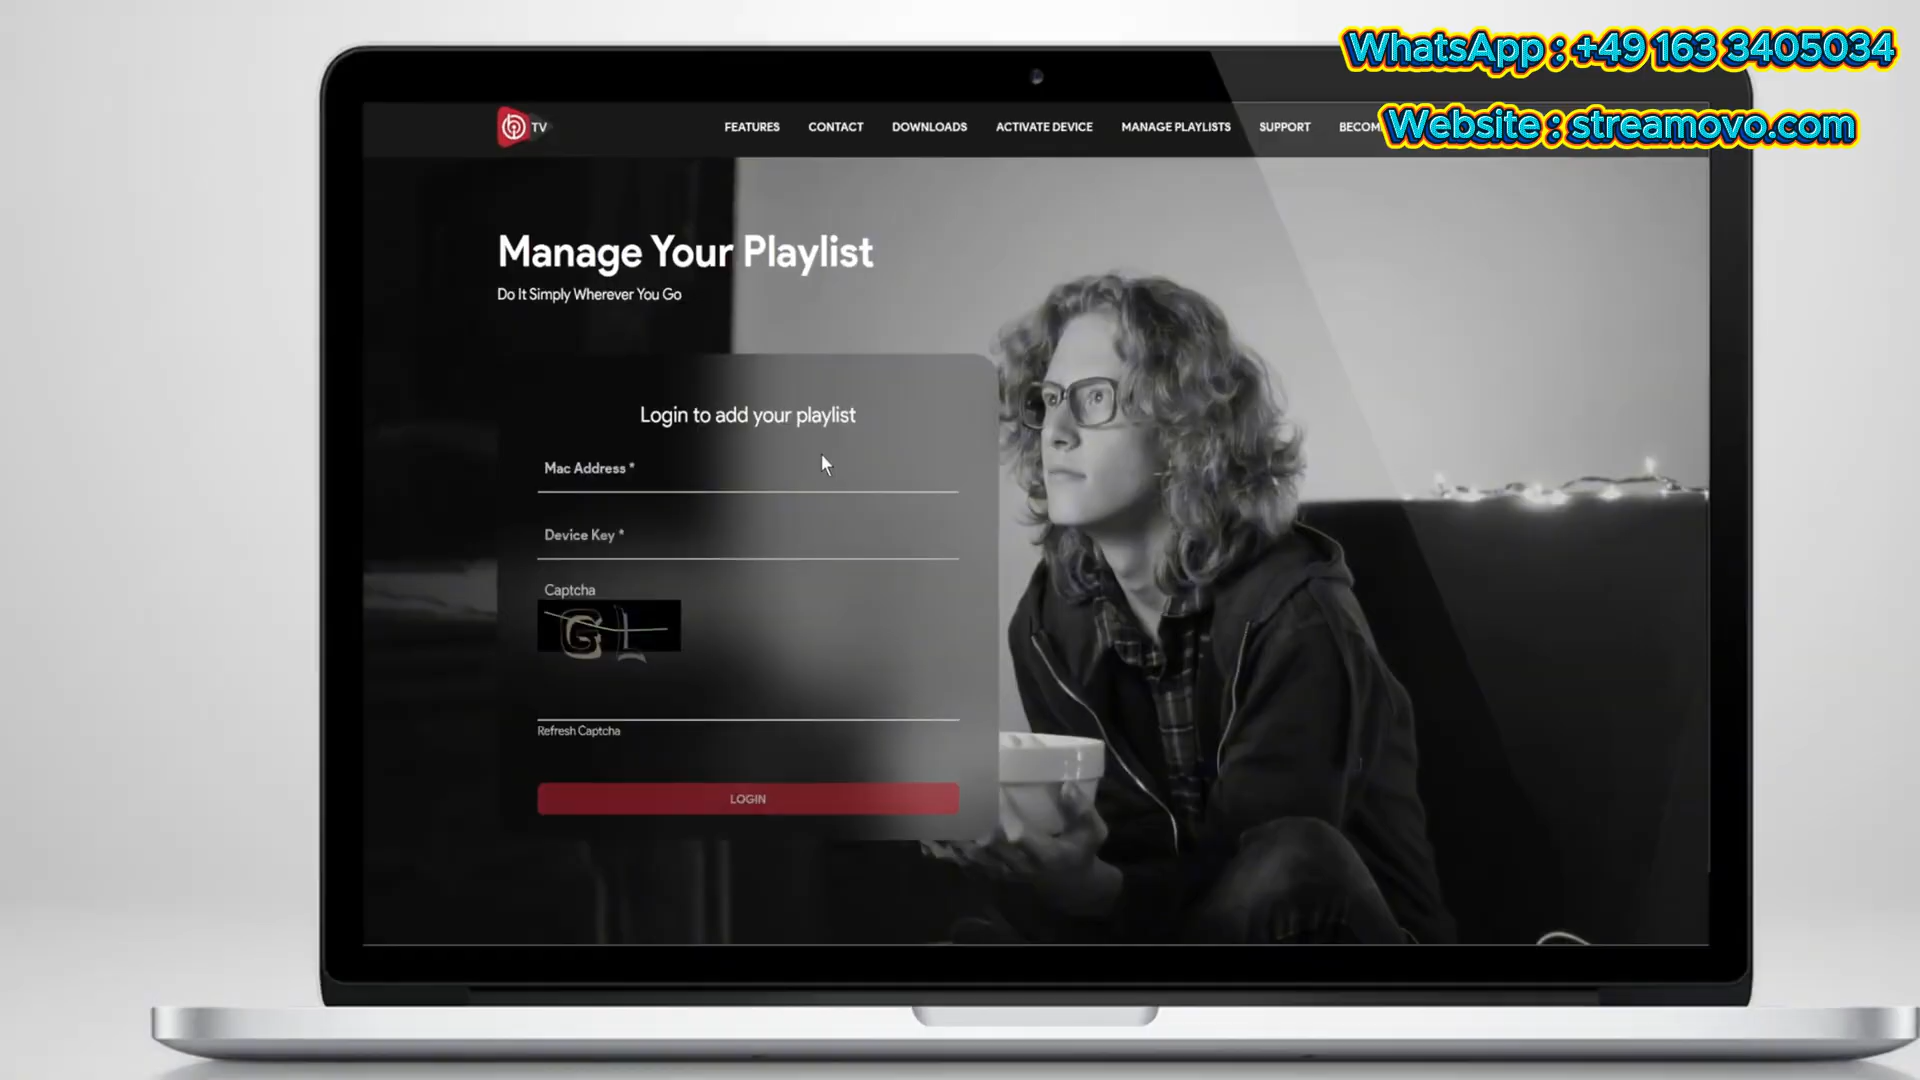 WhatsApp : +49 163 3405034
Website : streamovo.com
TV
FEATURES
CONTACT
DOWNLOADS
ACTIVATE DEVICE
MANAGE PLAYLISTS
SUPPORT
Manage Your Playlist
Do It Simply Wherever You Go
Login to add your playlist
Mac Address *
Device Key *
Captcha
G L
Refresh Captcha
LOGIN